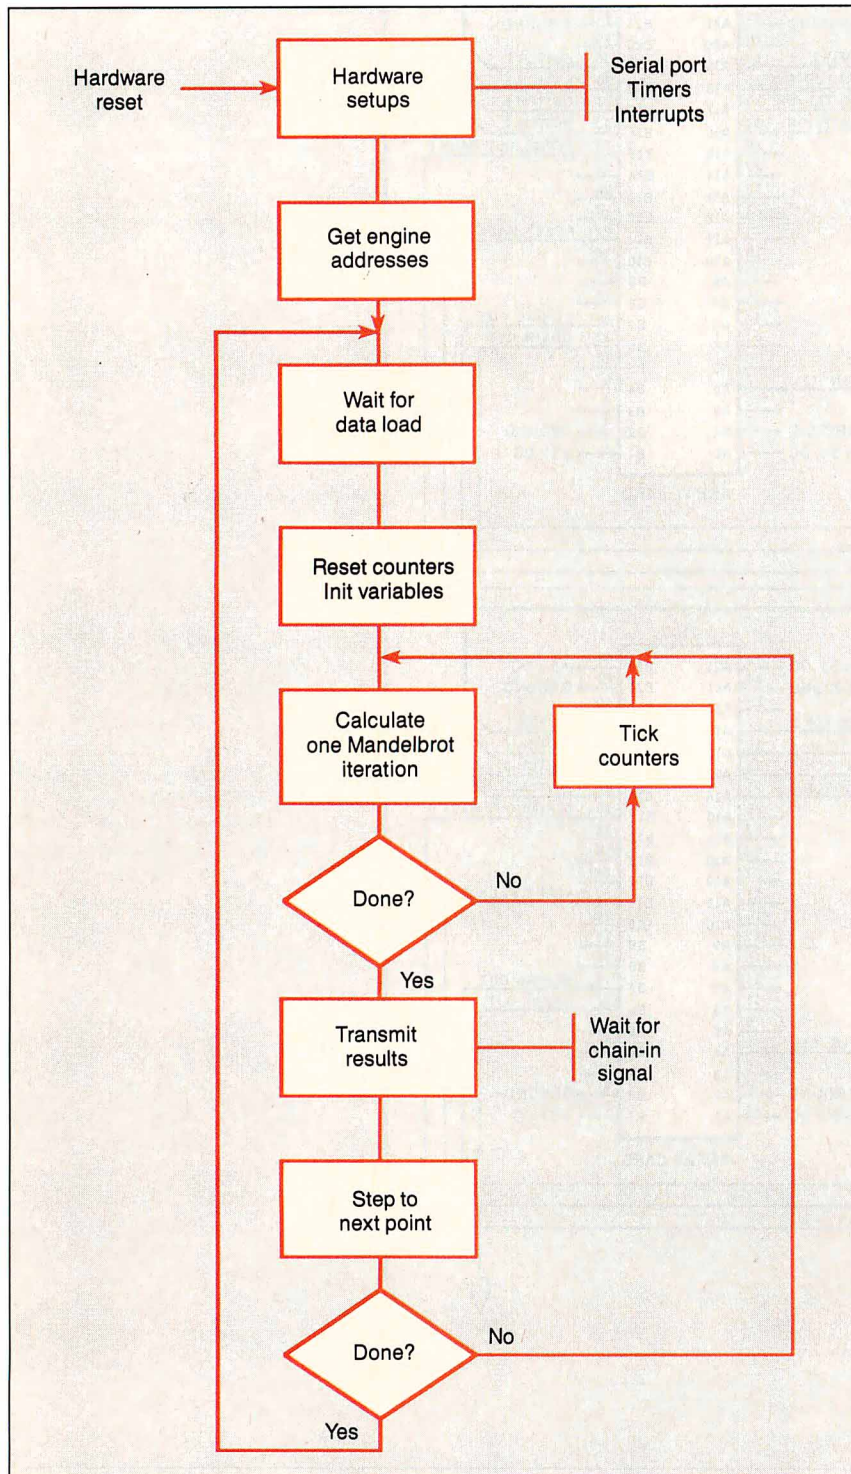 Hardware
reset
Hardware
setups
Serial port
Timers
Interrupts
Get engine
addresses
Wait for
data load
Reset counters
Init variables
Calculate
one Mandelbrot
iteration
Tick
counters
Done?
No
Yes
Transmit
results
Wait for
chain-in
signal
Step to
next point
Done?
No
Yes